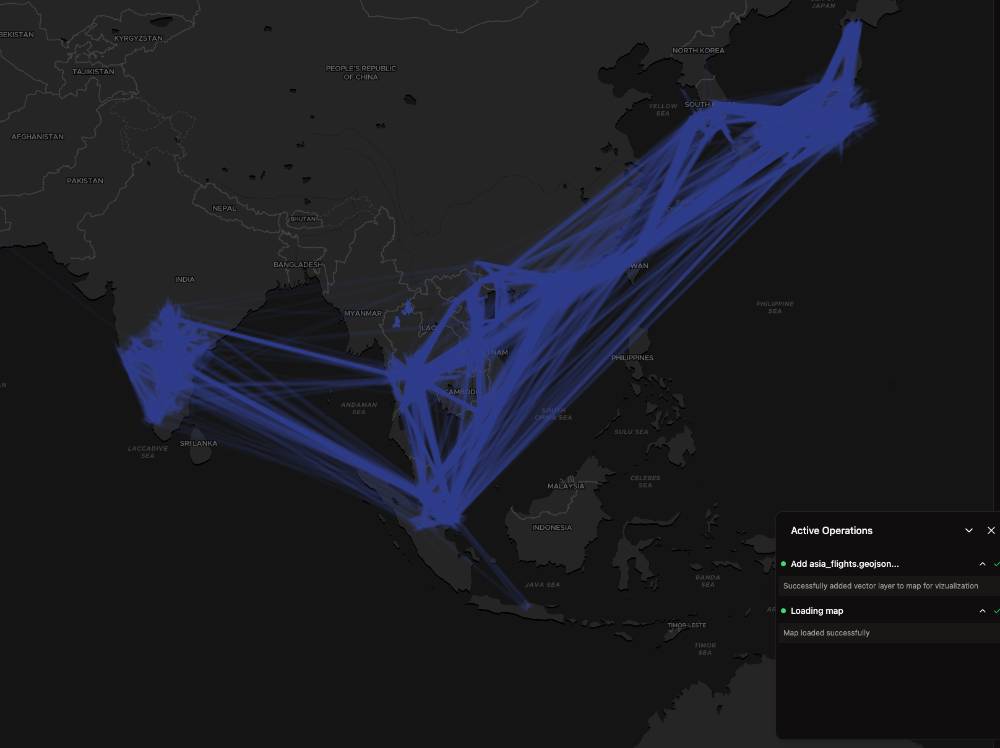 JAPAN
BEKISTAN
KYRGYZSTAN
NORTH KOREA
PEOPLE'S REPUBLIC
OF CHINA
TAJIKISTAN
YELLOW
SEA
SOUTH
AFGHANISTAN
PAKISTAN
NEPAL
BHUTAN
BANGLADESH
WAN
INDIA
MYANMAR
PHILIPPINE
SEA
LAO
NAM
PHILIPPINES
CAMBODI
ANDAMAN
SEA
SOUTH
CHINA SEA
SULU SEA
SRI LANKA
LACCADIVE
SEA
CELEBES
SEA
MALAYSIA
INDONESIA
Active Operations
Add asia_flights.geojson...
Successfully added vector layer to map for vizualization
BANDA
SEA
JAVA SEA
Loading map
TIMOR-LESTE
Map loaded successfully
TIMOR
SEA